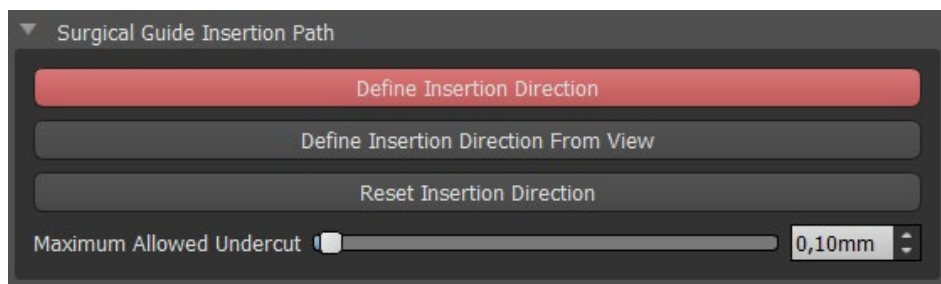 Surgical Guide Insertion Path
Define Insertion Direction
Define Insertion Direction From View
Reset Insertion Direction
Maximum Allowed Undercut 0,10mm